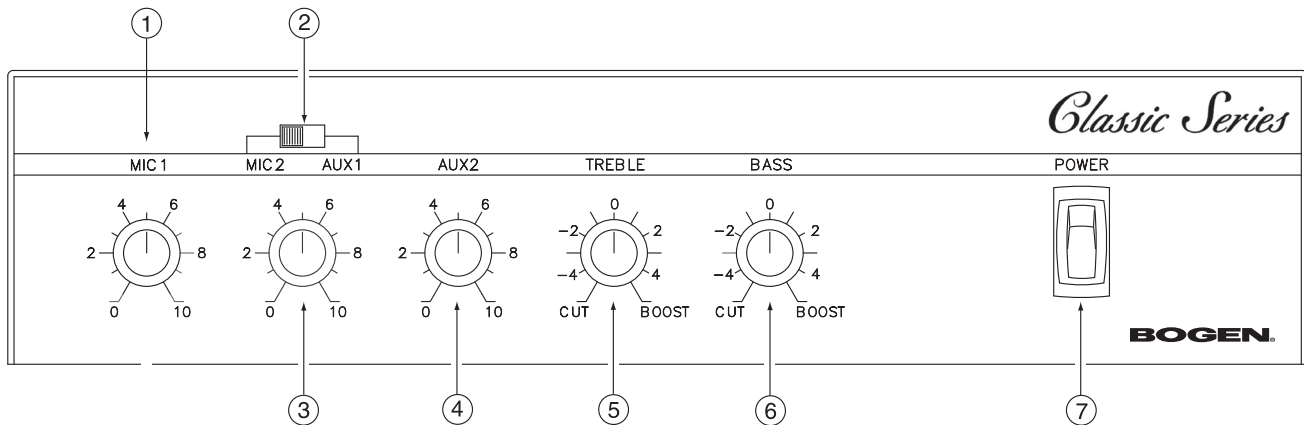 1 2
Classic Series
MIC 1 MIC 2 AUX1 AUX2 TREBLE BASS POWER
4 6 4 6 4 6 0 0
-2 2 -2 2
2 8 2 8 2 8
-4 4 -4 4
0 10 0 10 0 10 CUT BOOST CUT BOOST
BOGEN®
3 4 5 6 7